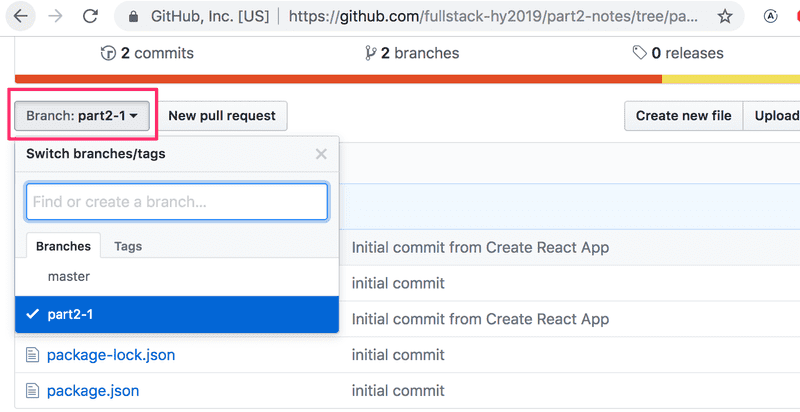 GitHub, Inc. [US] | https://github.com/fullstack-hy2019/part2-notes/tree/pa...
2 commits 2 branches 0 releases
Branch: part2-1 New pull request Create new file Upload
Switch branches/tags
Find or create a branch...
Branches Tags
master
part2-1
Initial commit from Create React App
initial commit
Initial commit from Create React App
package-lock.json initial commit
package.json initial commit